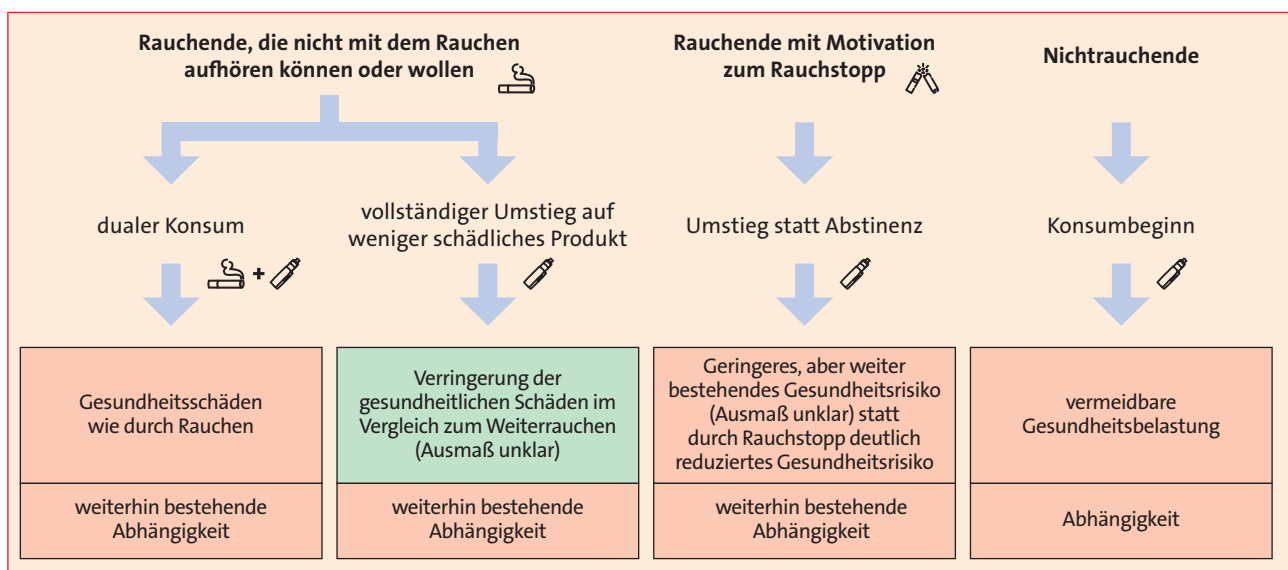 Rauchende, die nicht mit dem Rauchen
aufhören können oder wollen
Rauchende mit Motivation
zum Rauchstopp
Nichtrauchende
dualer Konsum
vollständiger Umstieg auf
weniger schädliches Produkt
Umstieg statt Abstinenz
Konsumbeginn
+
Gesundheitsschäden
wie durch Rauchen
Verringerung der
gesundheitlichen Schäden im
Vergleich zum Weiterrauchen
(Ausmaß unklar)
Geringeres, aber weiter
bestehendes Gesundheitsrisiko
(Ausmaß unklar) statt
durch Rauchstopp deutlich
reduziertes Gesundheitsrisiko
vermeidbare
Gesundheitsbelastung
weiterhin bestehende
Abhängigkeit
weiterhin bestehende
Abhängigkeit
weiterhin bestehende
Abhängigkeit
Abhängigkeit